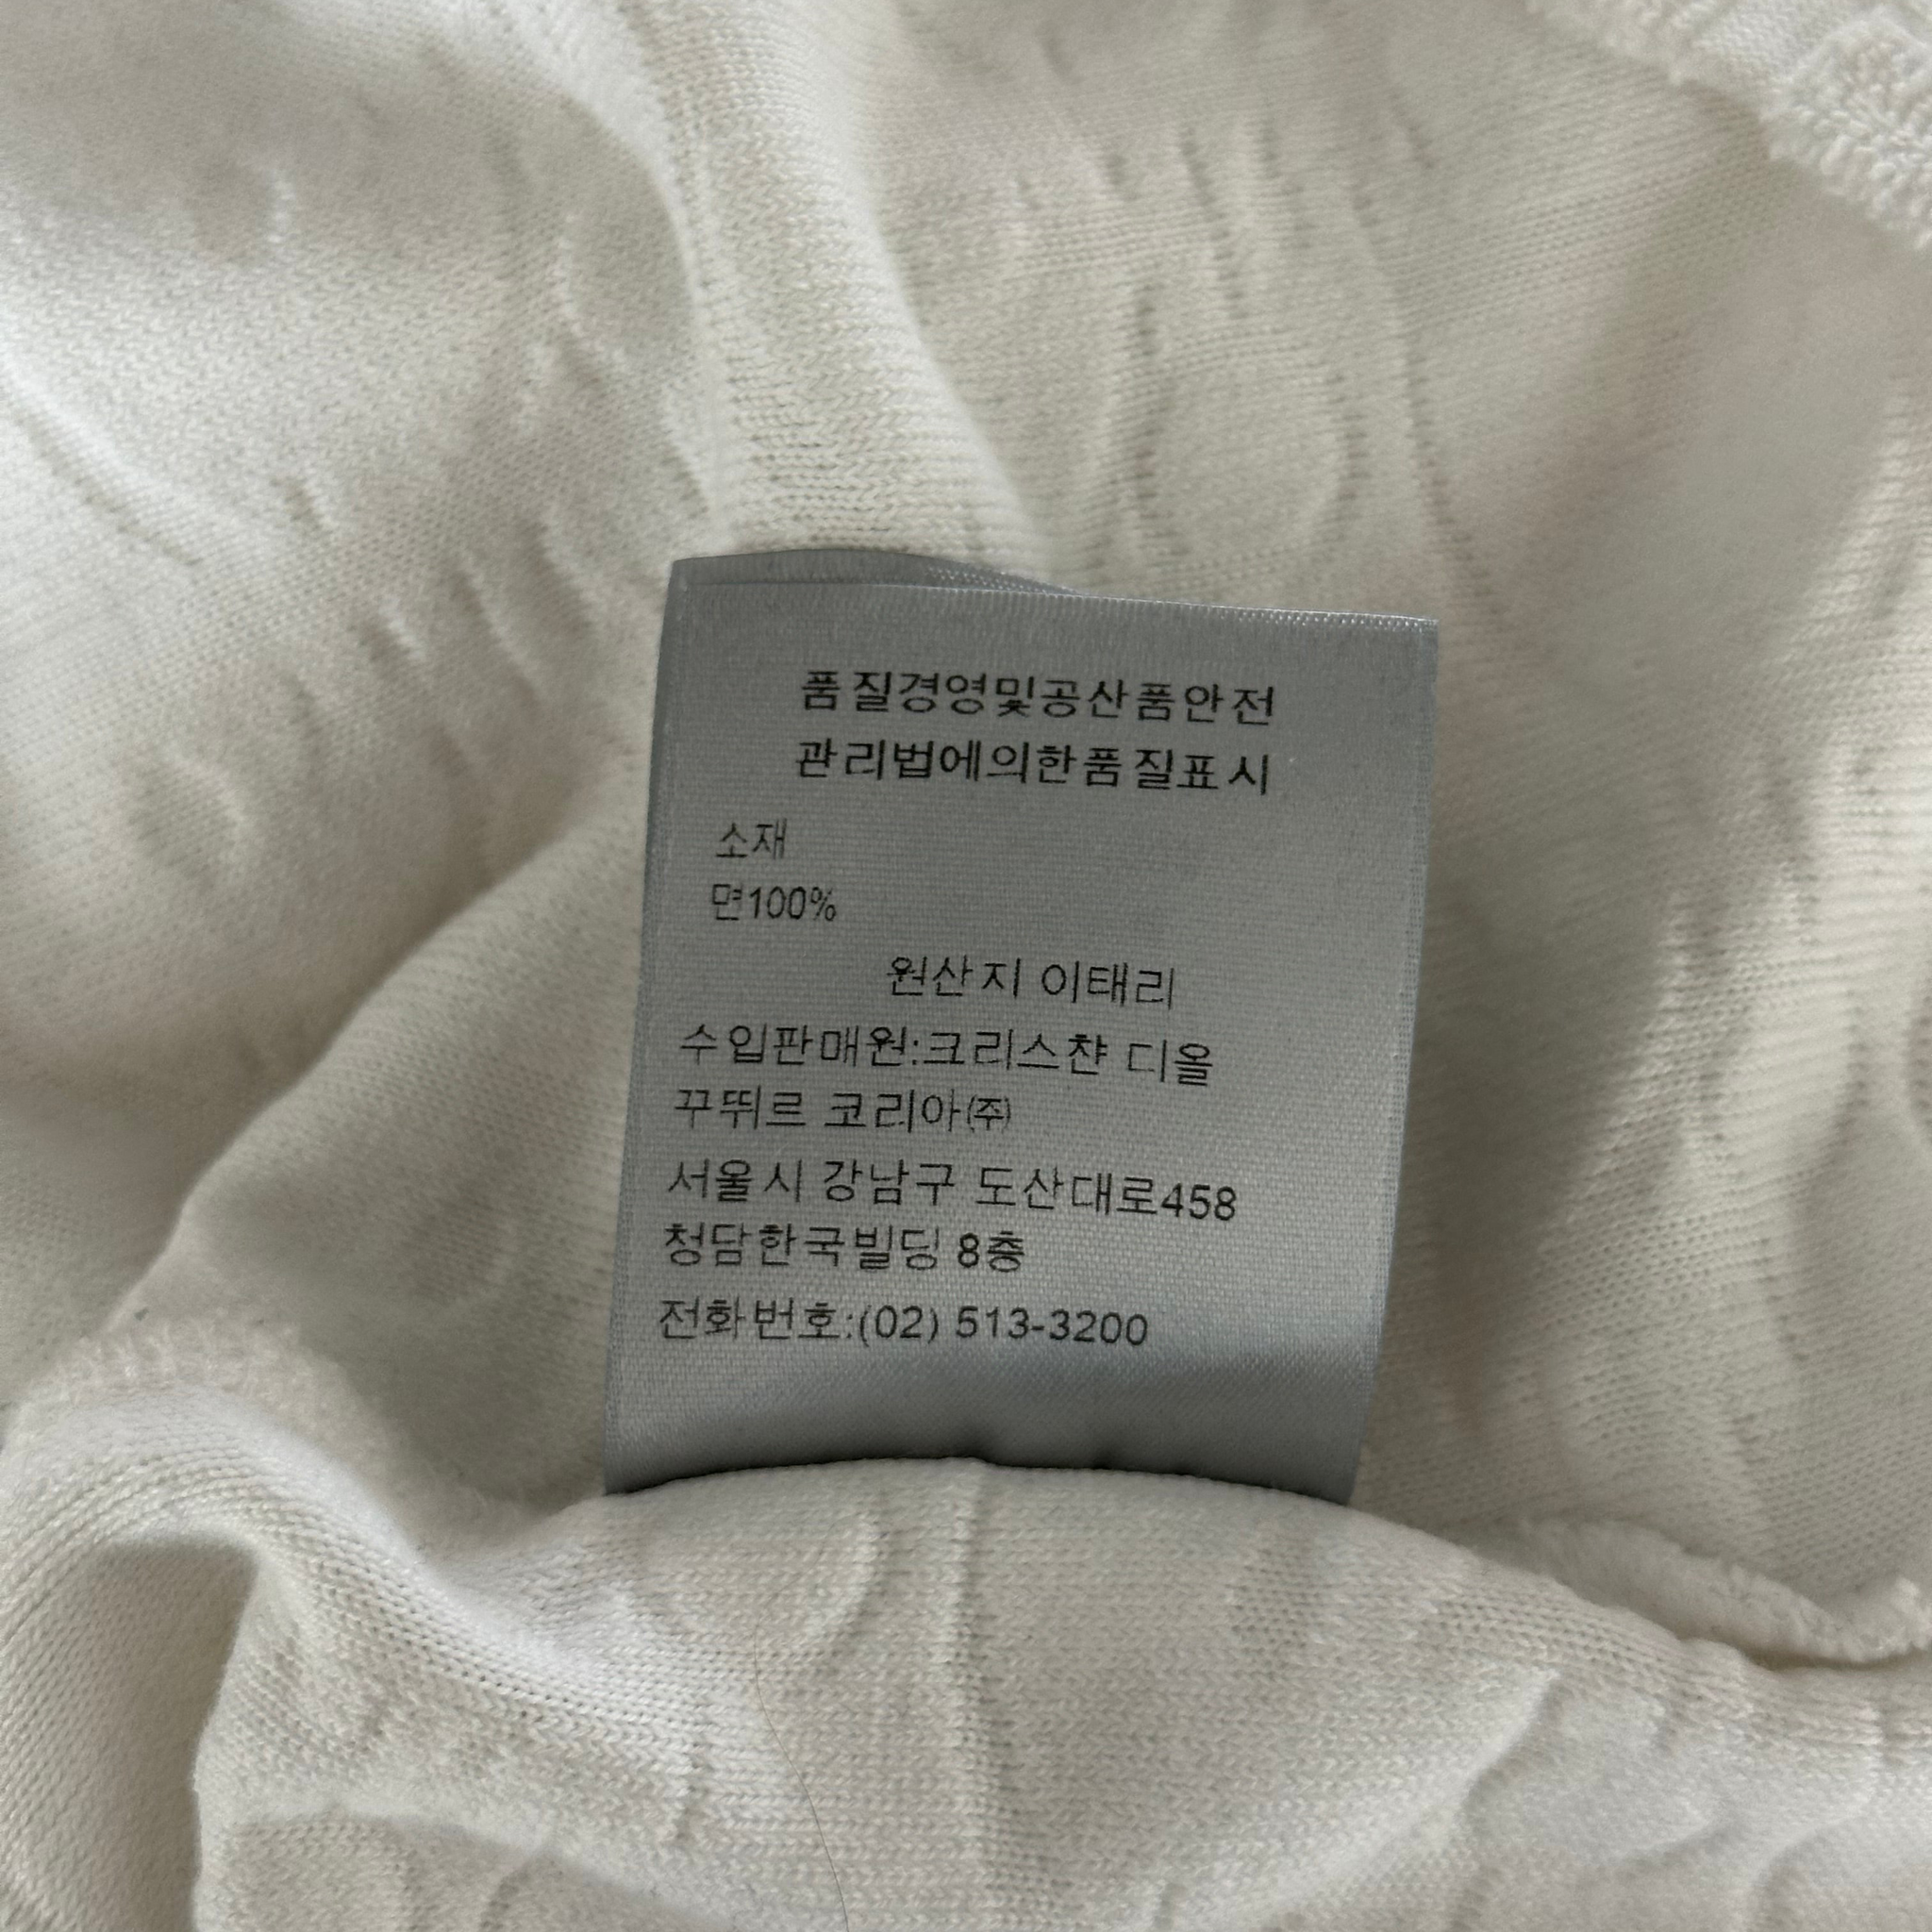 품질경영및공산품안전
관리법에의한품질표시
소재
면100%
원산지 이태리
수입판매원:크리스챤 디올
꾸뛰르 코리아㈜
서울시 강남구 도산대로458
청담한국빌딩 8층
전화번호:(02) 513-3200